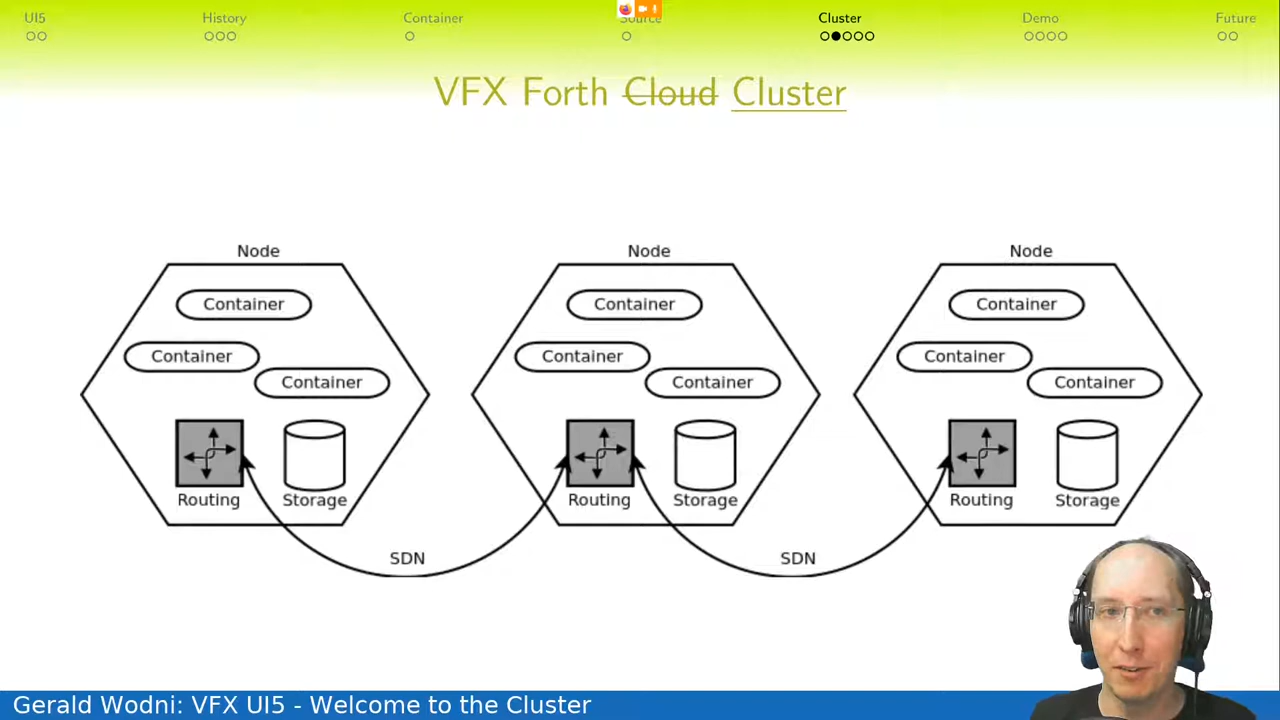 UI5 History Container Source Cluster Demo Future
VFX Forth Cloud Cluster
Node Node Node
Container Container Container
Container Container Container
Container Container Container
Routing Storage Routing Storage Routing Storage
SDN SDN
Gerald Wodni: VFX UI5 - Welcome to the Cluster